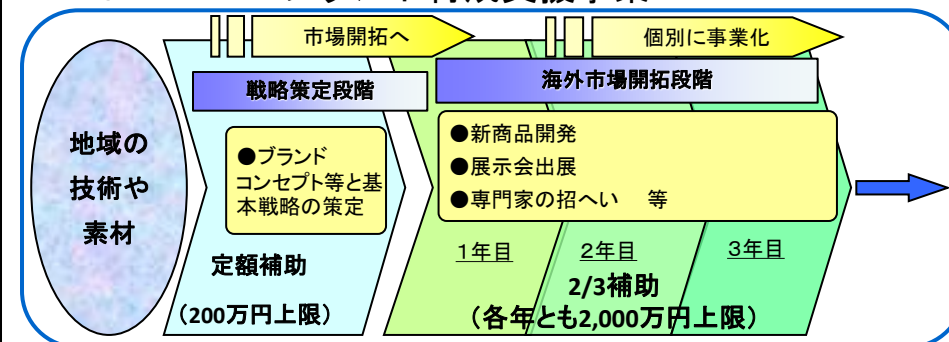 市場開拓へ
個別に事業化
戦略策定段階
海外市場開拓段階
地域の
技術や
素材
●ブランド
コンセプト等と基
本戦略の策定
●新商品開発
●展示会出展
●専門家の招へい 等
定額補助
（200万円上限）
1年目
2年目
3年目
2/3補助
（各年とも2,000万円上限）